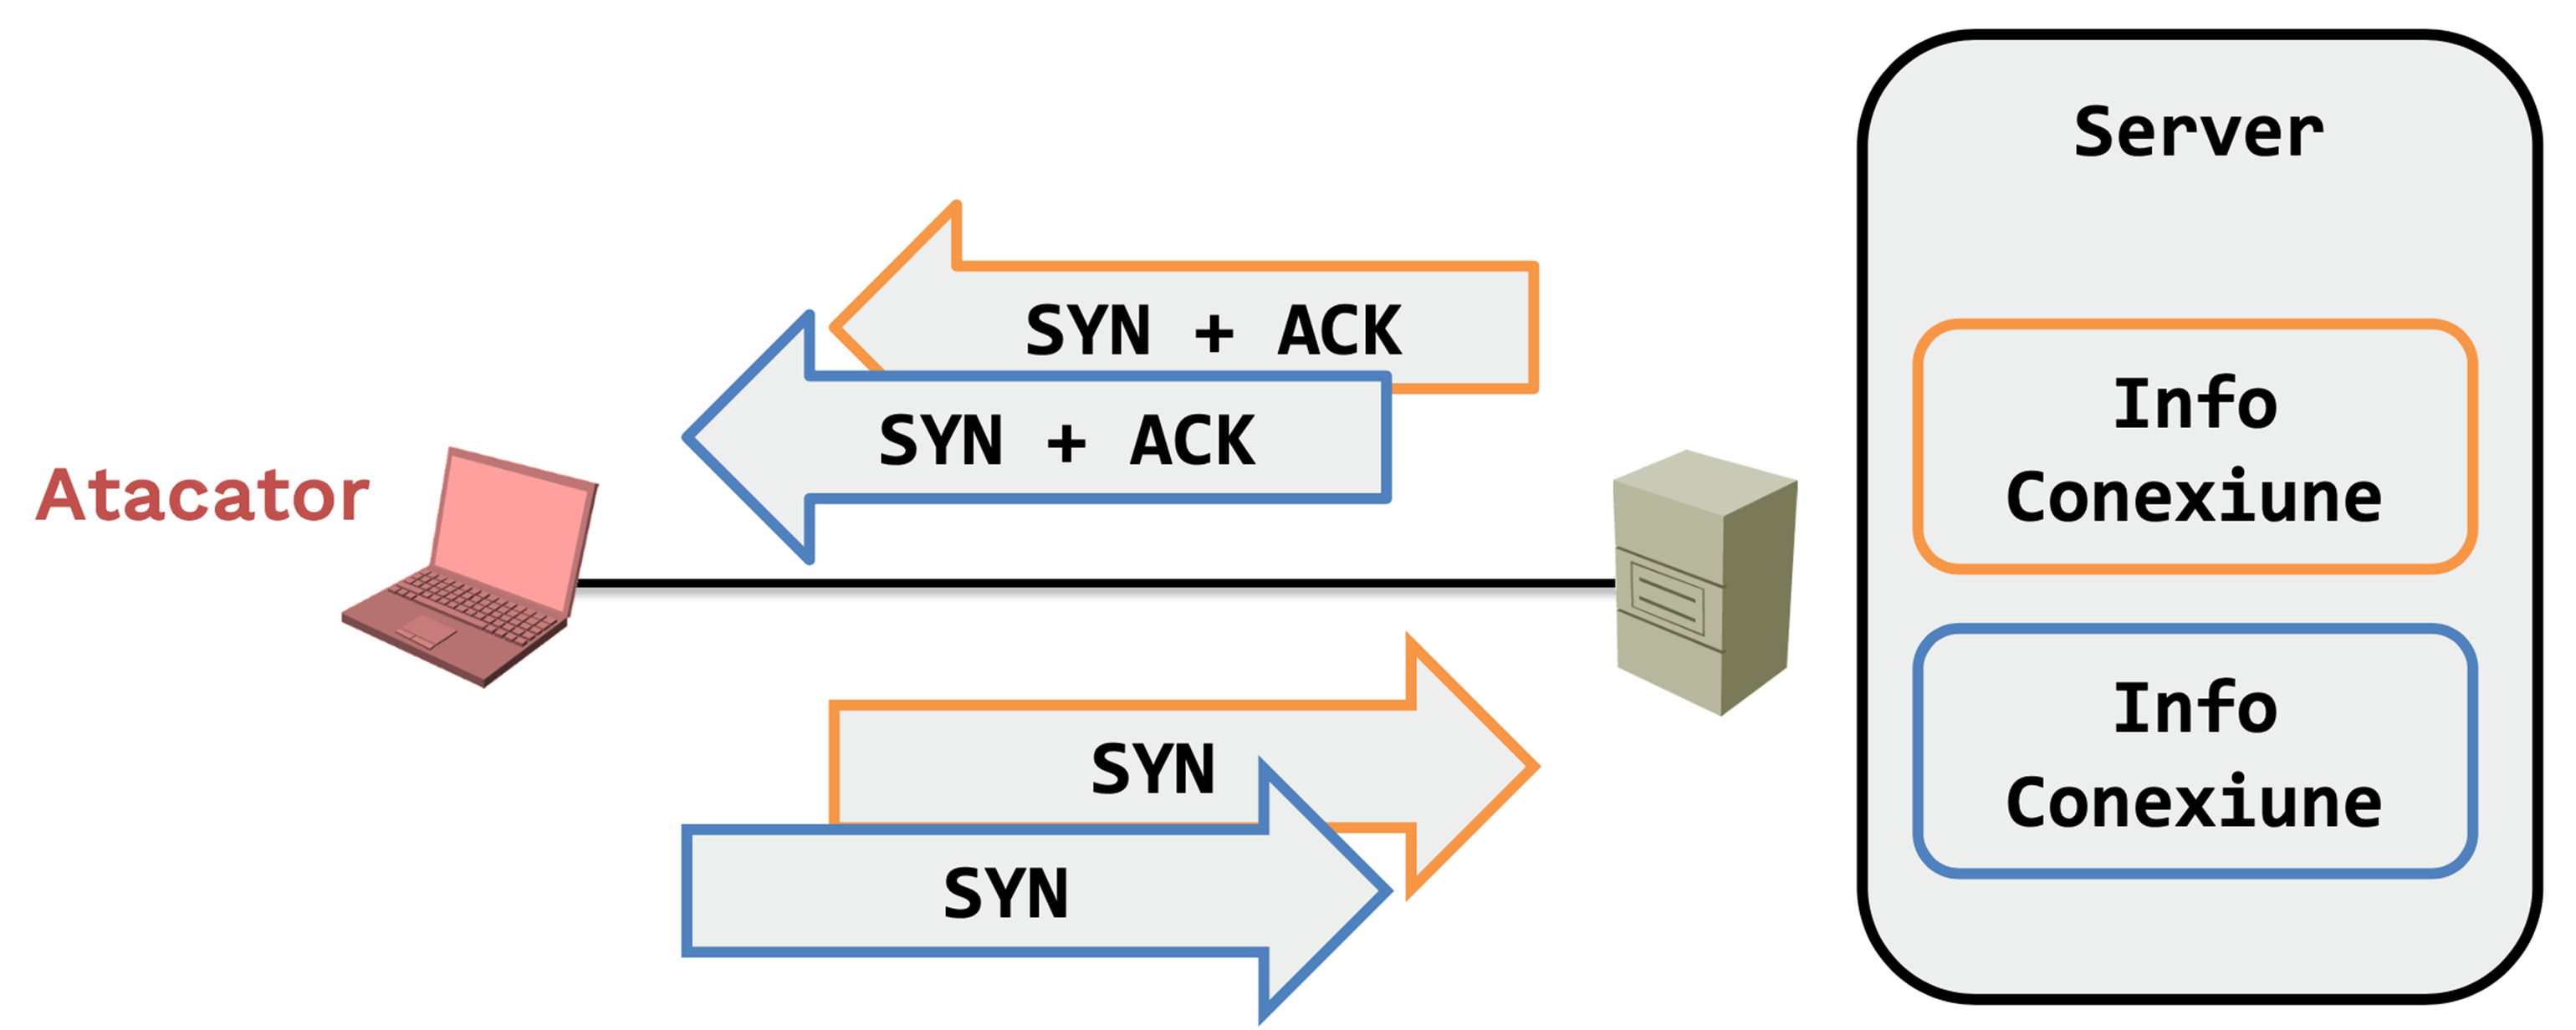 Server
SYN + ACK
SYN + ACK
Atacator
Info
Conexiune
SYN
SYN
Info
Conexiune